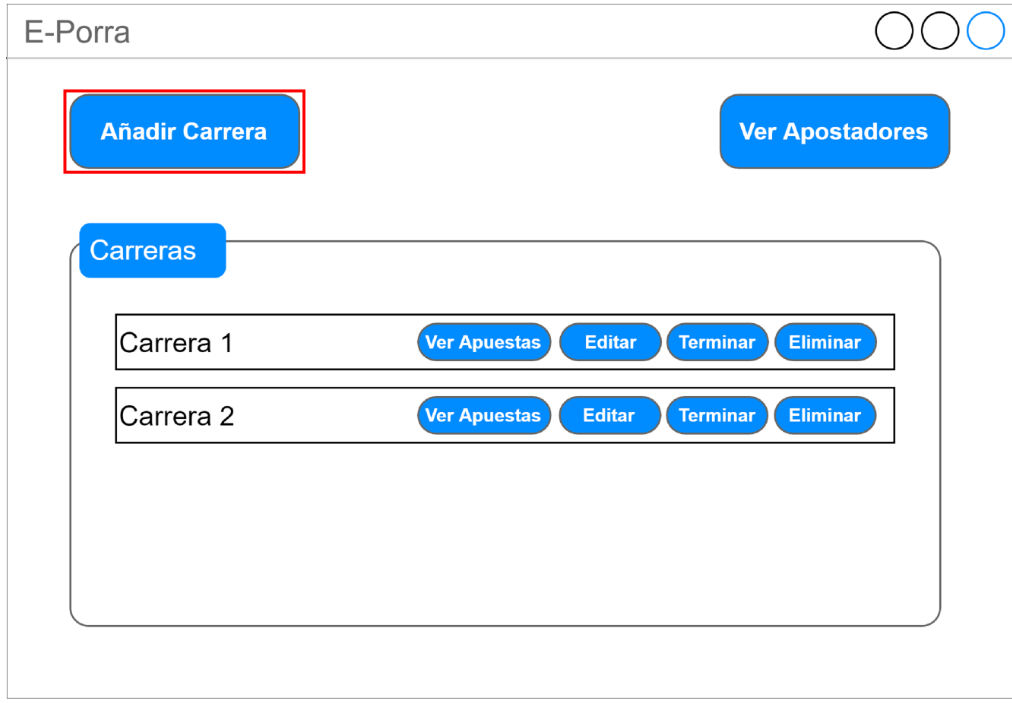 E-Porra
Añadir Carrera
Ver Apostadores
Carreras
Carrera 1 Ver Apuestas Editar Terminar Eliminar
Carrera 2 Ver Apuestas Editar Terminar Eliminar